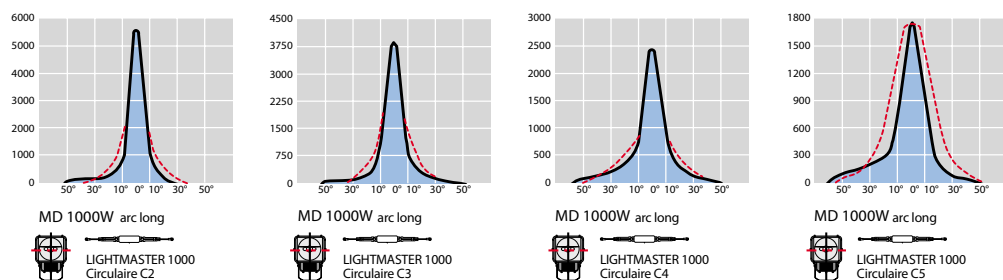 6000
5000
4000
3000
2000
1000
0
50° 30° 10° 0° 10° 30° 50°
MD 1000W arc long
LIGHTMASTER 1000
Circulaire C2
4500
3750
3000
2250
1500
750
0
50° 30° 10° 0° 10° 30° 50°
MD 1000W arc long
LIGHTMASTER 1000
Circulaire C3
3000
2500
2000
1500
1000
500
0
50° 30° 10° 0° 10° 30° 50°
MD 1000W arc long
LIGHTMASTER 1000
Circulaire C4
1800
1500
1200
900
600
300
0
50° 30° 10° 0° 10° 30° 50°
MD 1000W arc long
LIGHTMASTER 1000
Circulaire C5